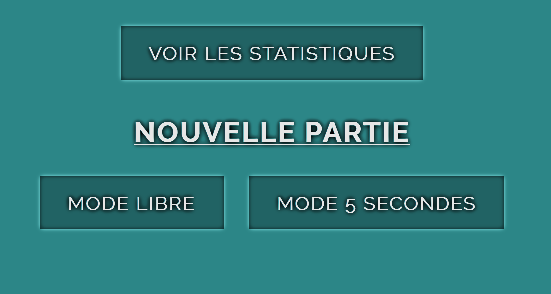 VOIR LES STATISTIQUES
NOUVELLE PARTIE
MODE LIBRE
MODE 5 SECONDES